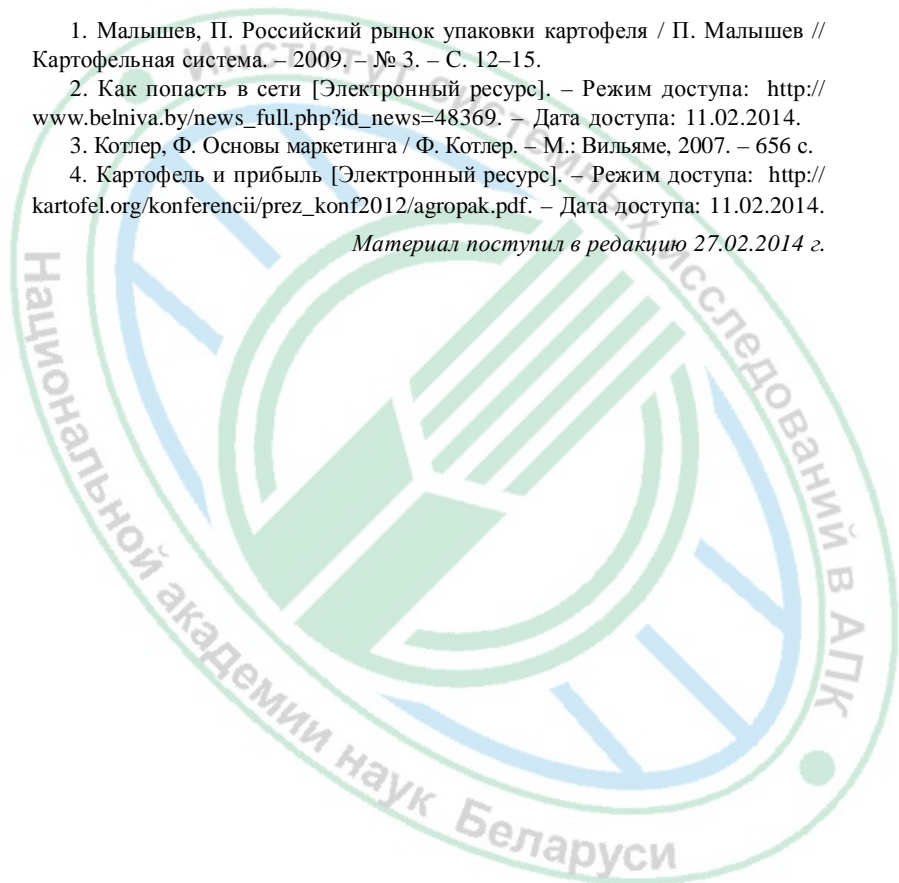 1. Малышев, П. Российский рынок упаковки картофеля / П. Малышев //
Картофельная система. – 2009. – № 3. – С. 12–15.
2. Как попасть в сети [Электронный ресурс]. – Режим доступа: http://
www.belniva.by/news_full.php?id_news=48369. – Дата доступа: 11.02.2014.
3. Котлер, Ф. Основы маркетинга / Ф. Котлер. – М.: Вильяме, 2007. – 656 с.
4. Картофель и прибыль [Электронный ресурс]. – Режим доступа: http://
kartofel.org/konferencii/prez_konf2012/agropak.pdf. – Дата доступа: 11.02.2014.
Материал поступил в редакцию 27.02.2014 г.
Институт системных исследований в АПК
Национальной академии наук Беларуси